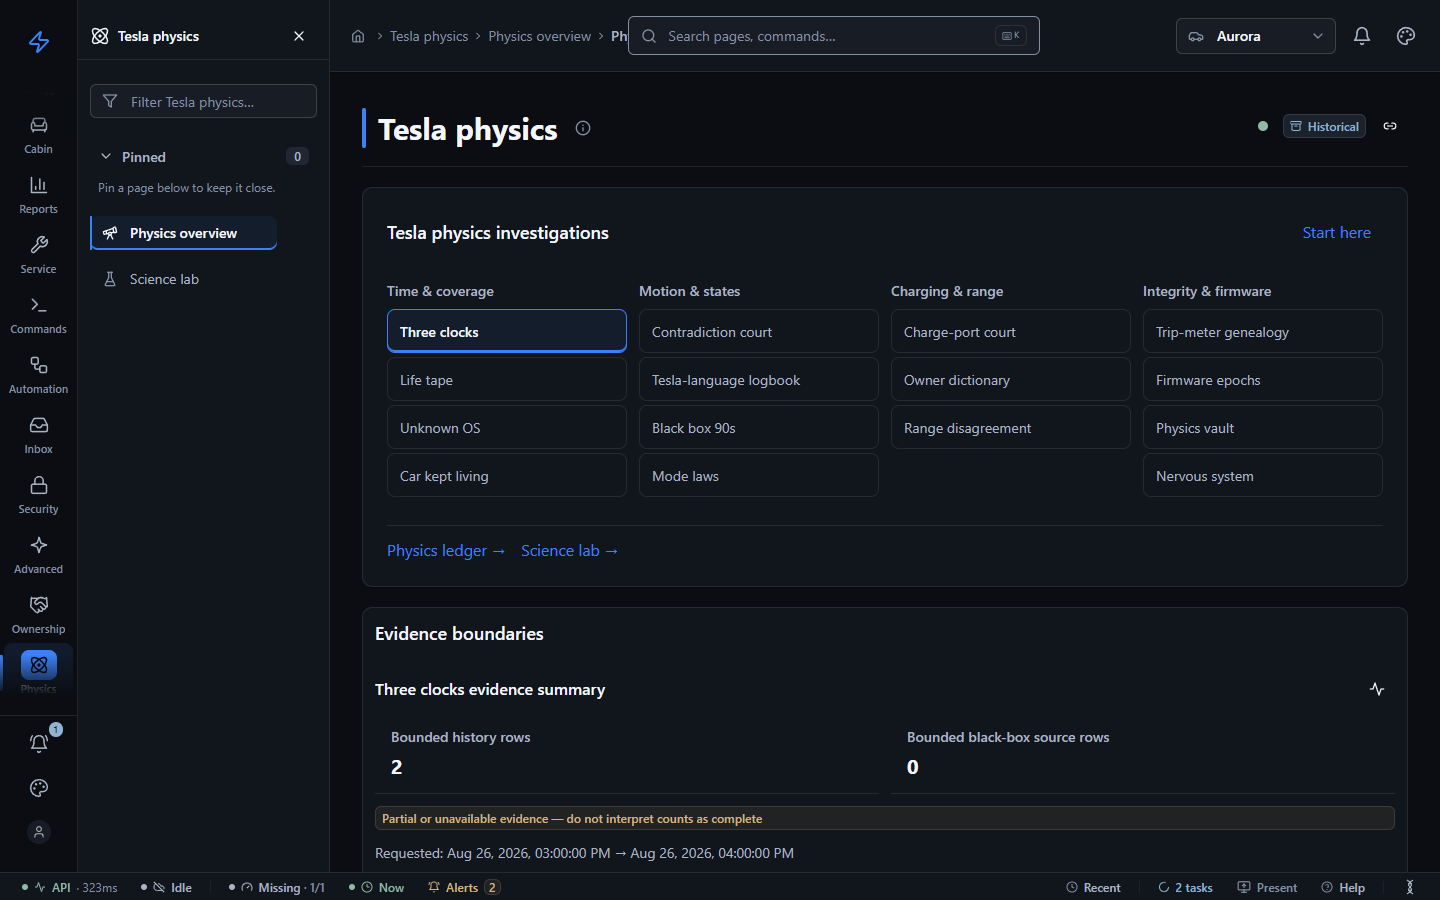 Cabin
Reports
Service
Commands
Automation
Inbox
Security
Advanced
Ownership
Physics
1
Tesla physics
Filter Tesla physics...
Pinned
0
Pin a page below to keep it close.
Physics overview
Science lab
Tesla physics
Physics overview
Ph
Search pages, commands...
K
Aurora
Tesla physics
Historical
Tesla physics investigations
Start here
Time & coverage
Three clocks
Life tape
Unknown OS
Car kept living
Motion & states
Contradiction court
Tesla-language logbook
Black box 90s
Mode laws
Charging & range
Charge-port court
Owner dictionary
Range disagreement
Integrity & firmware
Trip-meter genealogy
Firmware epochs
Physics vault
Nervous system
Physics ledger →
Science lab →
Evidence boundaries
Three clocks evidence summary
Bounded history rows
2
Bounded black-box source rows
0
Partial or unavailable evidence — do not interpret counts as complete
Requested: Aug 26, 2026, 03:00:00 PM → Aug 26, 2026, 04:00:00 PM
API · 323ms
Idle
Missing · 1/1
Now
Alerts 2
Recent
2 tasks
Present
Help